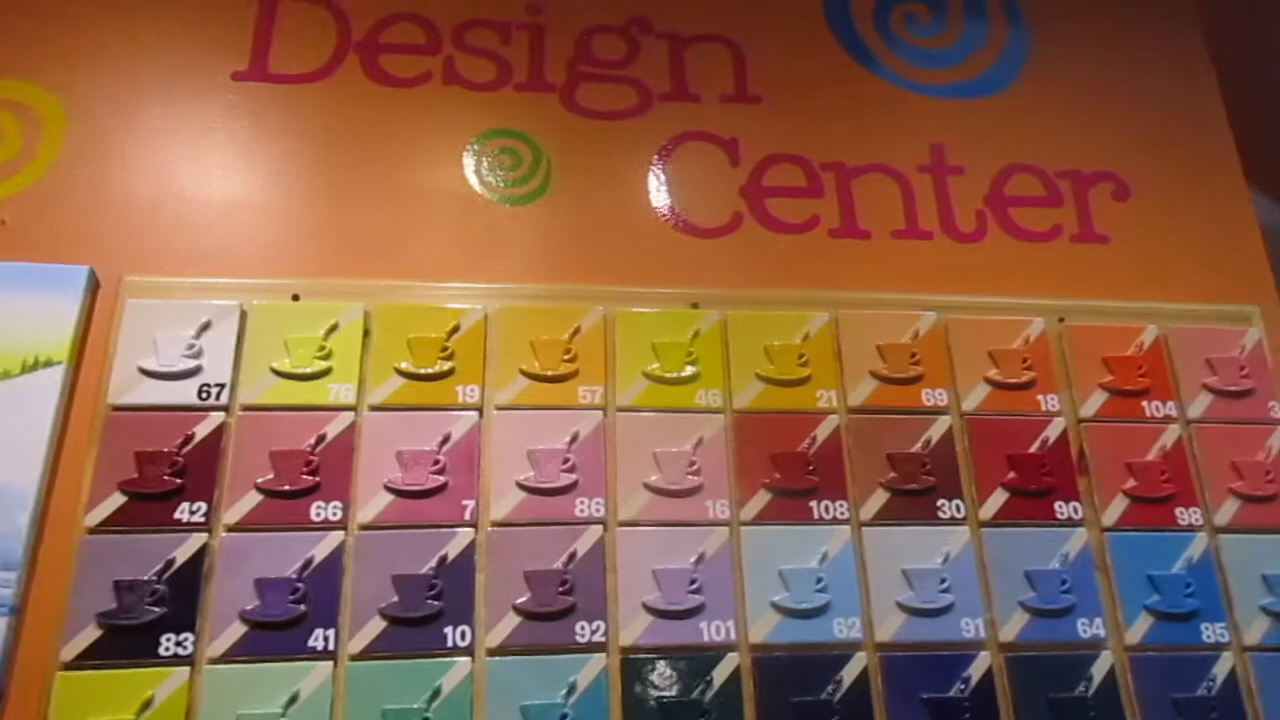 Design
Center
67 76 19 57 46 21 69 18 104
42 66 7 86 16 108 30 90 98
83 41 10 92 101 62 91 64 85